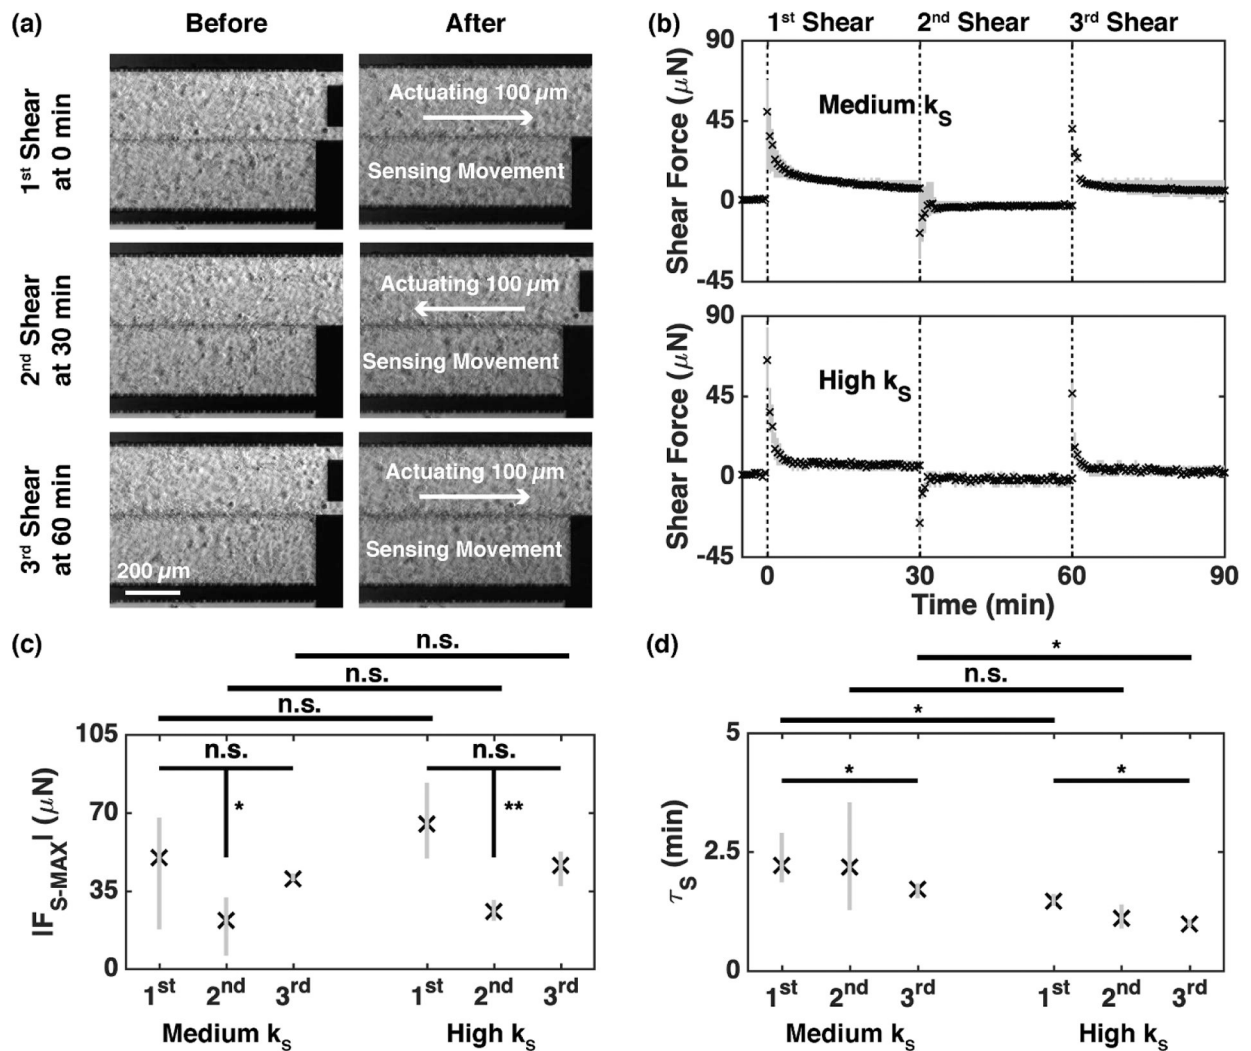 (a)
Before
After
1st Shear
at 0 min
Actuating 100 µm
Sensing Movement
2nd Shear
at 30 min
Actuating 100 µm
Sensing Movement
3rd Shear
at 60 min
200 µm
Actuating 100 µm
Sensing Movement
(b)
1st Shear
2nd Shear
3rd Shear
Shear Force (µN)
90
45
0
-45
Medium kS
Shear Force (µN)
90
45
0
-45
High kS
0
30
60
90
Time (min)
(c)
n.s.
n.s.
n.s.
|FS-MAX| (µN)
105
70
35
0
n.s.
*
n.s.
**
1st
2nd
3rd
1st
2nd
3rd
Medium kS
High kS
(d)
*
n.s.
*
τS (min)
5
2.5
0
*
*
1st
2nd
3rd
1st
2nd
3rd
Medium kS
High kS